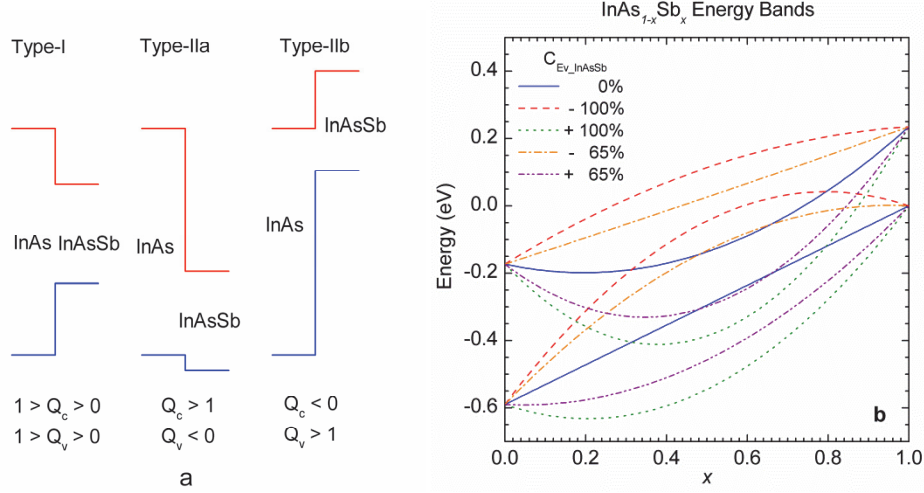 Type-I Type-IIa Type-IIb
InAsSb
InAs InAsSb InAs InAs
InAsSb
1 > Q_c > 0 Q_c > 1 Q_c < 0
1 > Q_v > 0 Q_v < 0 Q_v > 1
a
InAs_1-xSb_x Energy Bands
C_Ev_InAsSb
0%
- 100%
+ 100%
- 65%
+ 65%
Energy (eV)
0.4
0.2
0.0
-0.2
-0.4
-0.6
b
0.0 0.2 0.4 0.6 0.8 1.0
x